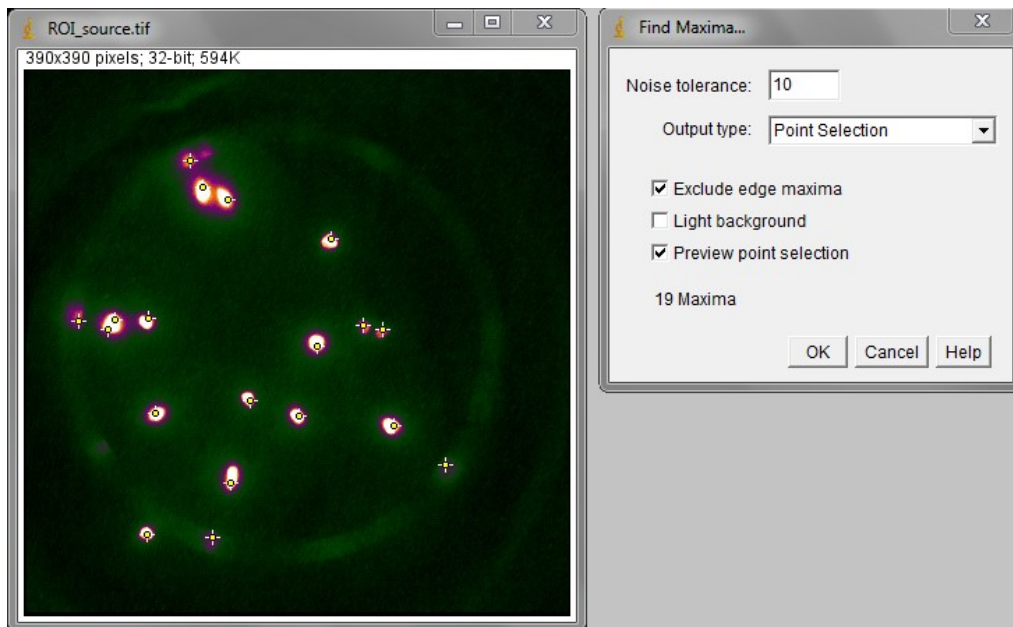 ROI_source.tif
390x390 pixels; 32-bit; 594K
Find Maxima...
Noise tolerance: 10
Output type: Point Selection
Exclude edge maxima
Light background
Preview point selection
19 Maxima
OK Cancel Help